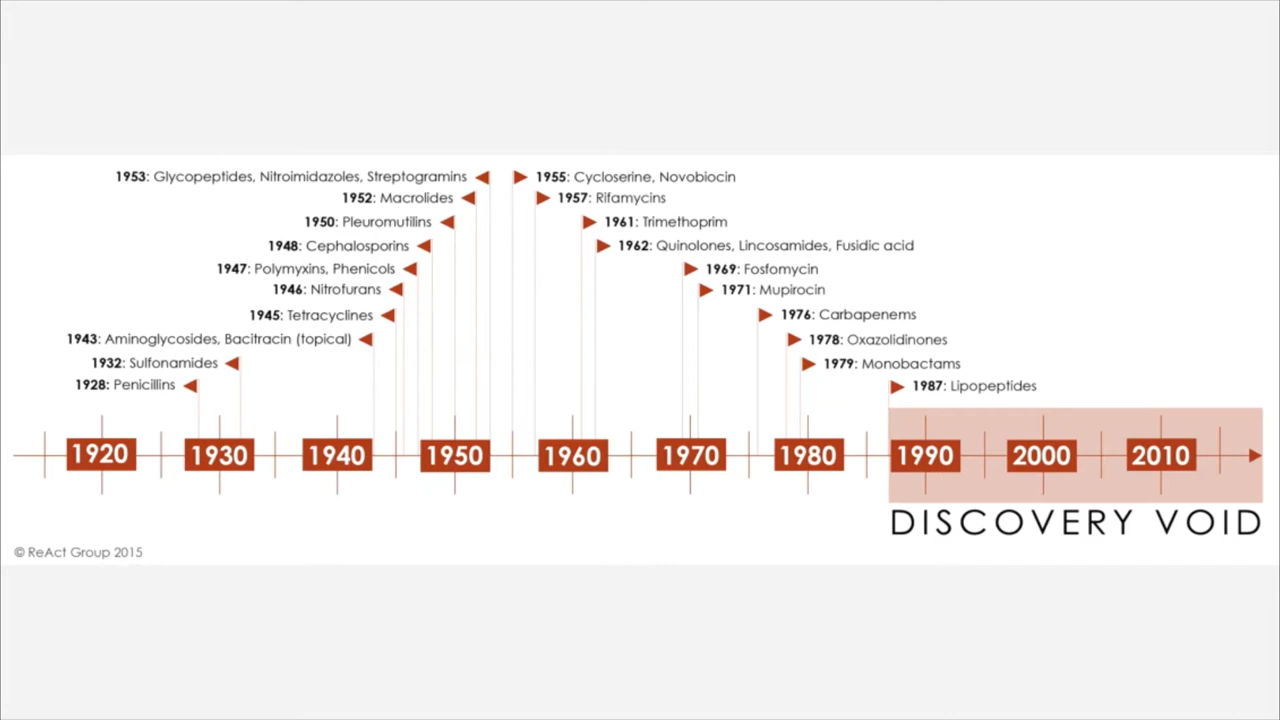 1953: Glycopeptides, Nitroimidazoles, Streptogramins
1952: Macrolides
1950: Pleuromutilins
1948: Cephalosporins
1947: Polymyxins, Phenicols
1946: Nitrofurans
1945: Tetracyclines
1943: Aminoglycosides, Bacitracin (topical)
1932: Sulfonamides
1928: Penicillins
1955: Cycloserine, Novobiocin
1957: Rifamycins
1961: Trimethoprim
1962: Quinolones, Lincosamides, Fusidic acid
1969: Fosfomycin
1971: Mupirocin
1976: Carbapenems
1978: Oxazolidinones
1979: Monobactams
1987: Lipopeptides
1920 1930 1940 1950 1960 1970 1980 1990 2000 2010
DISCOVERY VOID
© ReAct Group 2015